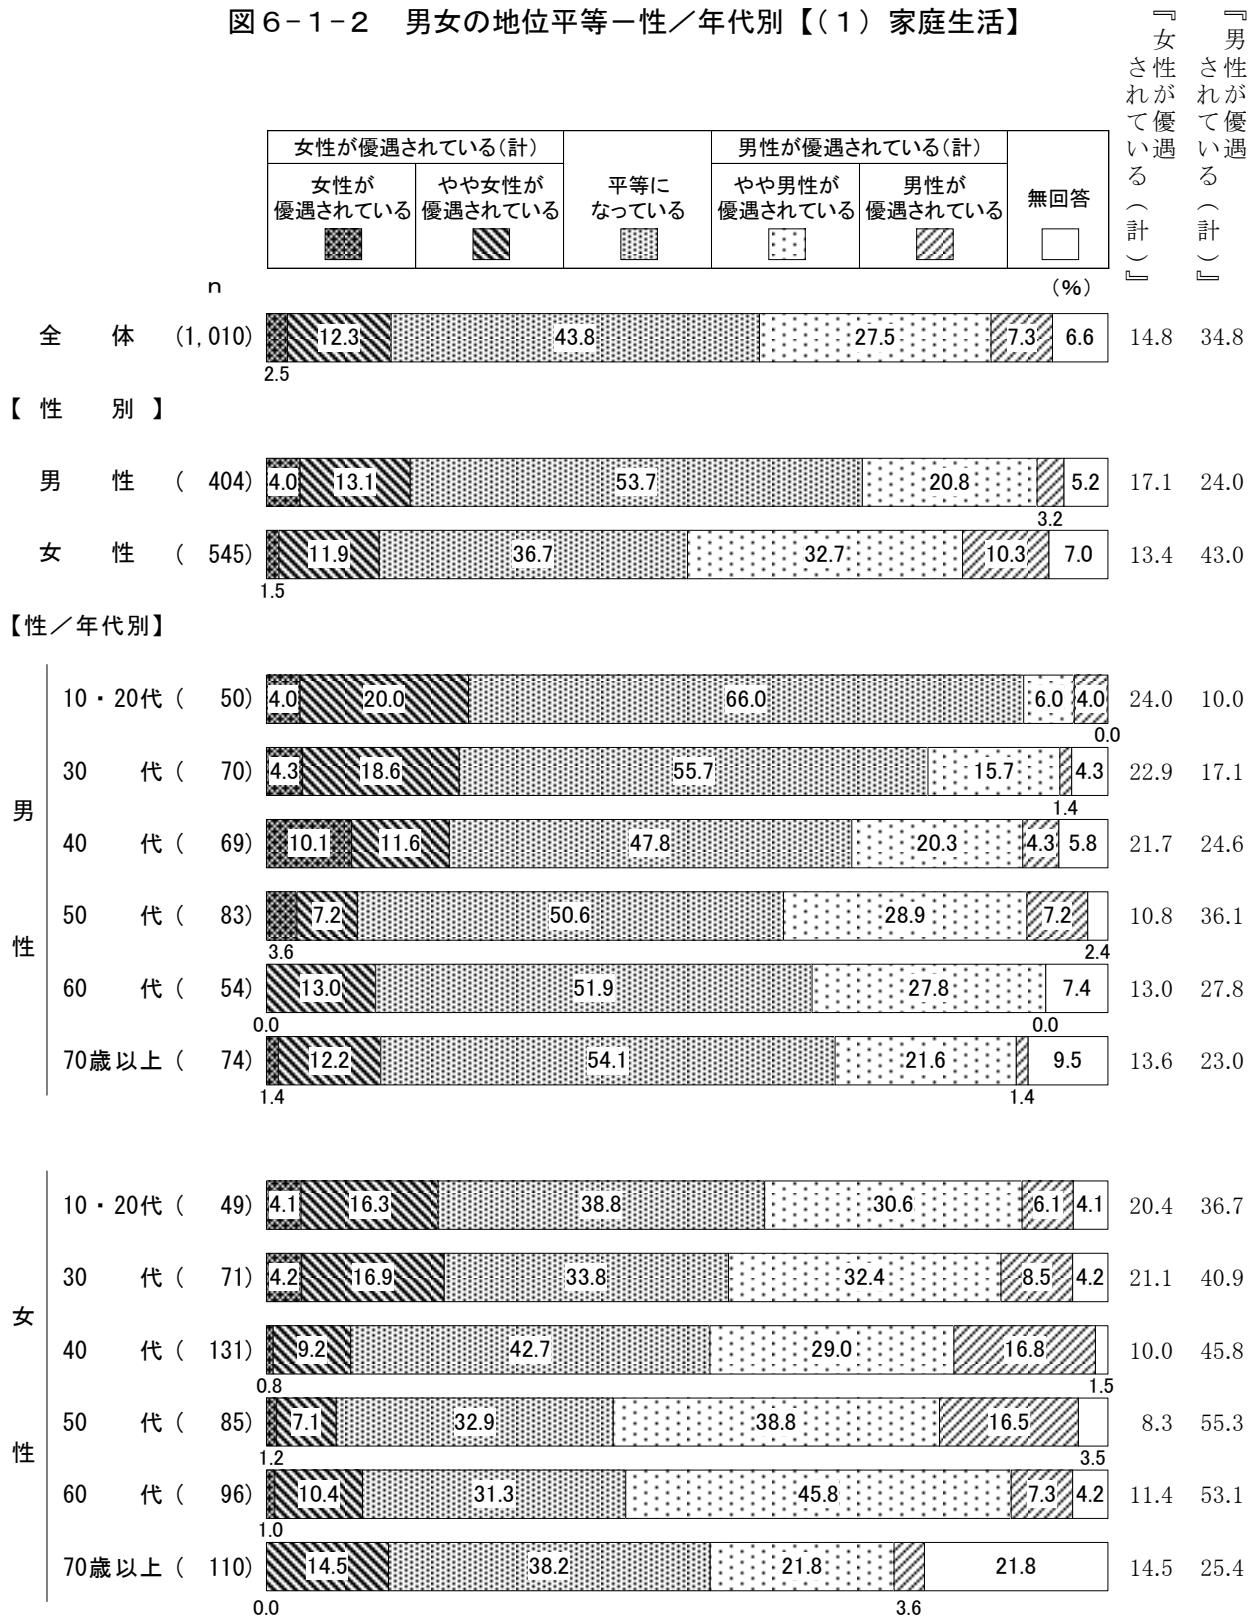 図6-1-2　男女の地位平等－性／年代別【(1) 家庭生活】
『女性が優遇されている(計)』
『男性が優遇されている(計)』
女性が優遇されている(計)　男性が優遇されている(計)
女性が優遇されている　やや女性が優遇されている　平等になっている　やや男性が優遇されている　男性が優遇されている　無回答
n　(%)
全体 (1,010) 12.3 43.8 27.5 7.3 6.6 14.8 34.8
2.5
【性別】
男性 ( 404) 4.0 13.1 53.7 20.8 5.2 17.1 24.0
3.2
女性 ( 545) 11.9 36.7 32.7 10.3 7.0 13.4 43.0
1.5
【性／年代別】
男性
10・20代 ( 50) 4.0 20.0 66.0 6.0 4.0 24.0 10.0
0.0
30代 ( 70) 4.3 18.6 55.7 15.7 4.3 22.9 17.1
1.4
40代 ( 69) 10.1 11.6 47.8 20.3 4.3 5.8 21.7 24.6
50代 ( 83) 7.2 50.6 28.9 7.2 10.8 36.1
3.6 2.4
60代 ( 54) 13.0 51.9 27.8 7.4 13.0 27.8
0.0 0.0
70歳以上 ( 74) 12.2 54.1 21.6 9.5 13.6 23.0
1.4 1.4
女性
10・20代 ( 49) 4.1 16.3 38.8 30.6 6.1 4.1 20.4 36.7
30代 ( 71) 4.2 16.9 33.8 32.4 8.5 4.2 21.1 40.9
40代 ( 131) 9.2 42.7 29.0 16.8 10.0 45.8
0.8 1.5
50代 ( 85) 7.1 32.9 38.8 16.5 8.3 55.3
1.2 3.5
60代 ( 96) 10.4 31.3 45.8 7.3 4.2 11.4 53.1
1.0
70歳以上 ( 110) 14.5 38.2 21.8 21.8 14.5 25.4
0.0 3.6